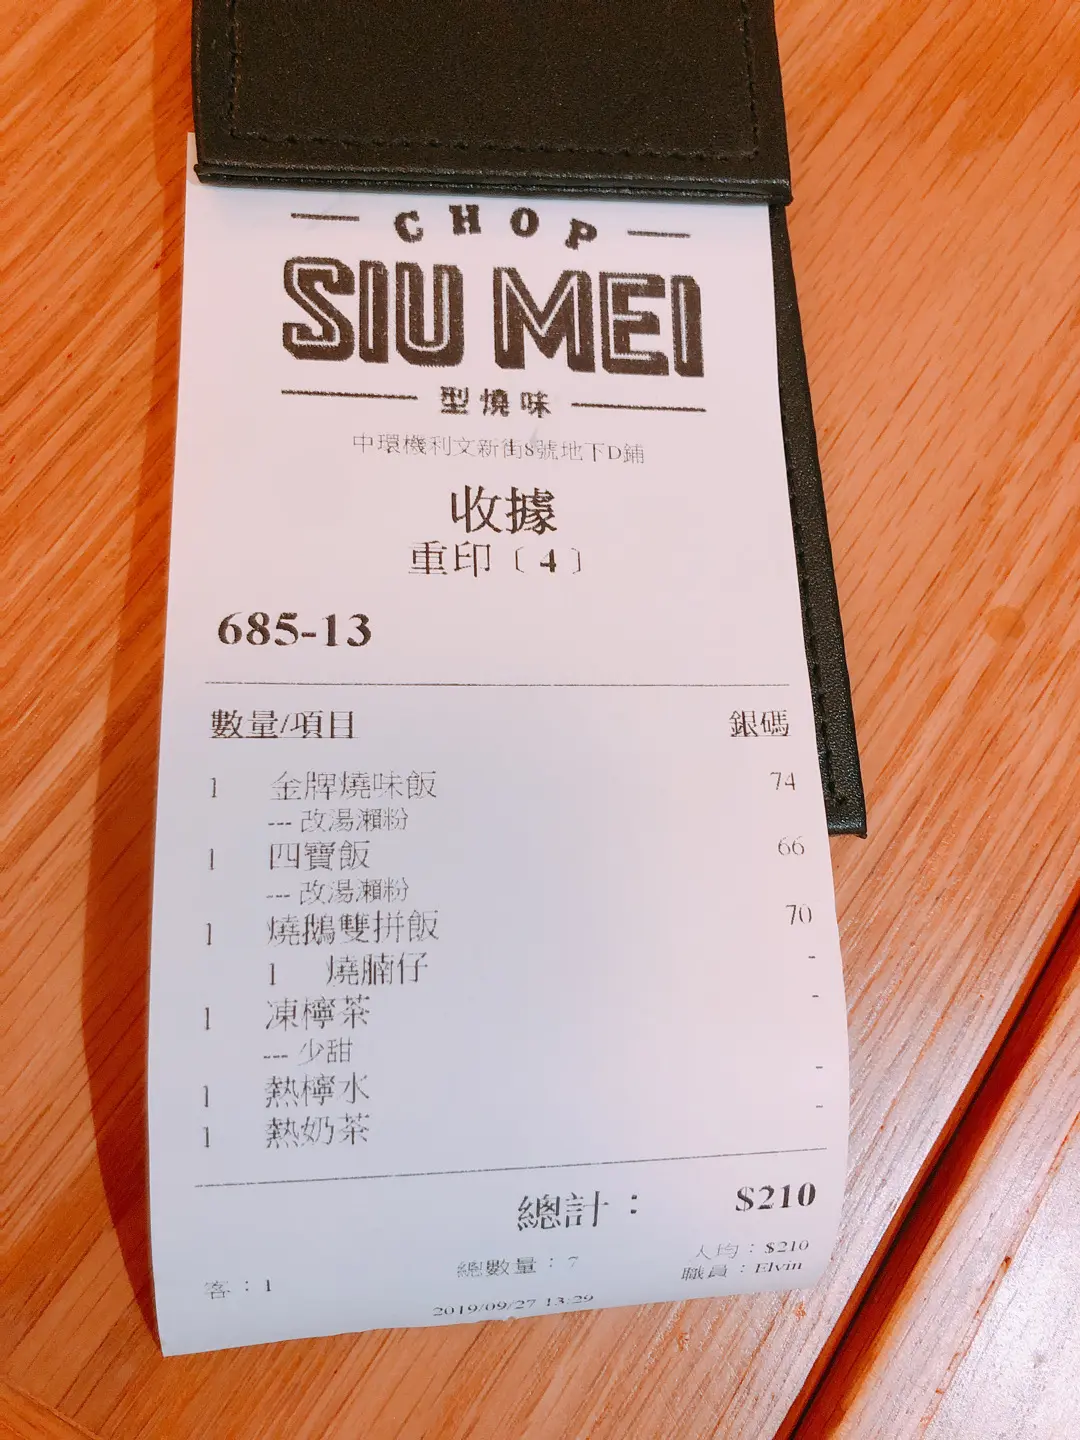 CHOP
SIU MEI
型燒味
中環機利文新街8號地下D鋪
收據
重印〔4〕
685-13
數量/項目 銀碼
1 金牌燒味飯 74
--- 改湯瀨粉
1 四寶飯 66
--- 改湯瀨粉
1 燒鵝雙拼飯 70
1 燒腩仔 -
1 凍檸茶 -
--- 少甜
1 熱檸水 -
1 熱奶茶 -
總計： $210
客：1 總數量：7 人均：$210
職員：Elvin
2019/09/27 13:29